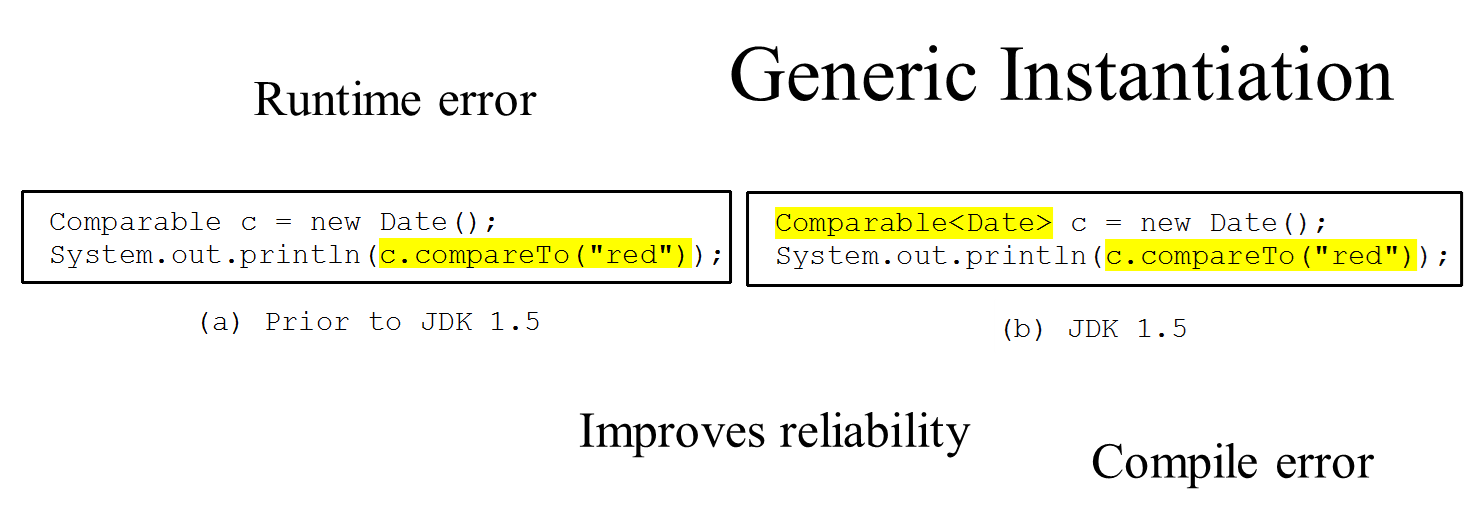 Generic Instantiation
Runtime error
Comparable c = new Date();
System.out.println(c.compareTo("red"));
(a) Prior to JDK 1.5
Comparable<Date> c = new Date();
System.out.println(c.compareTo("red"));
(b) JDK 1.5
Improves reliability
Compile error